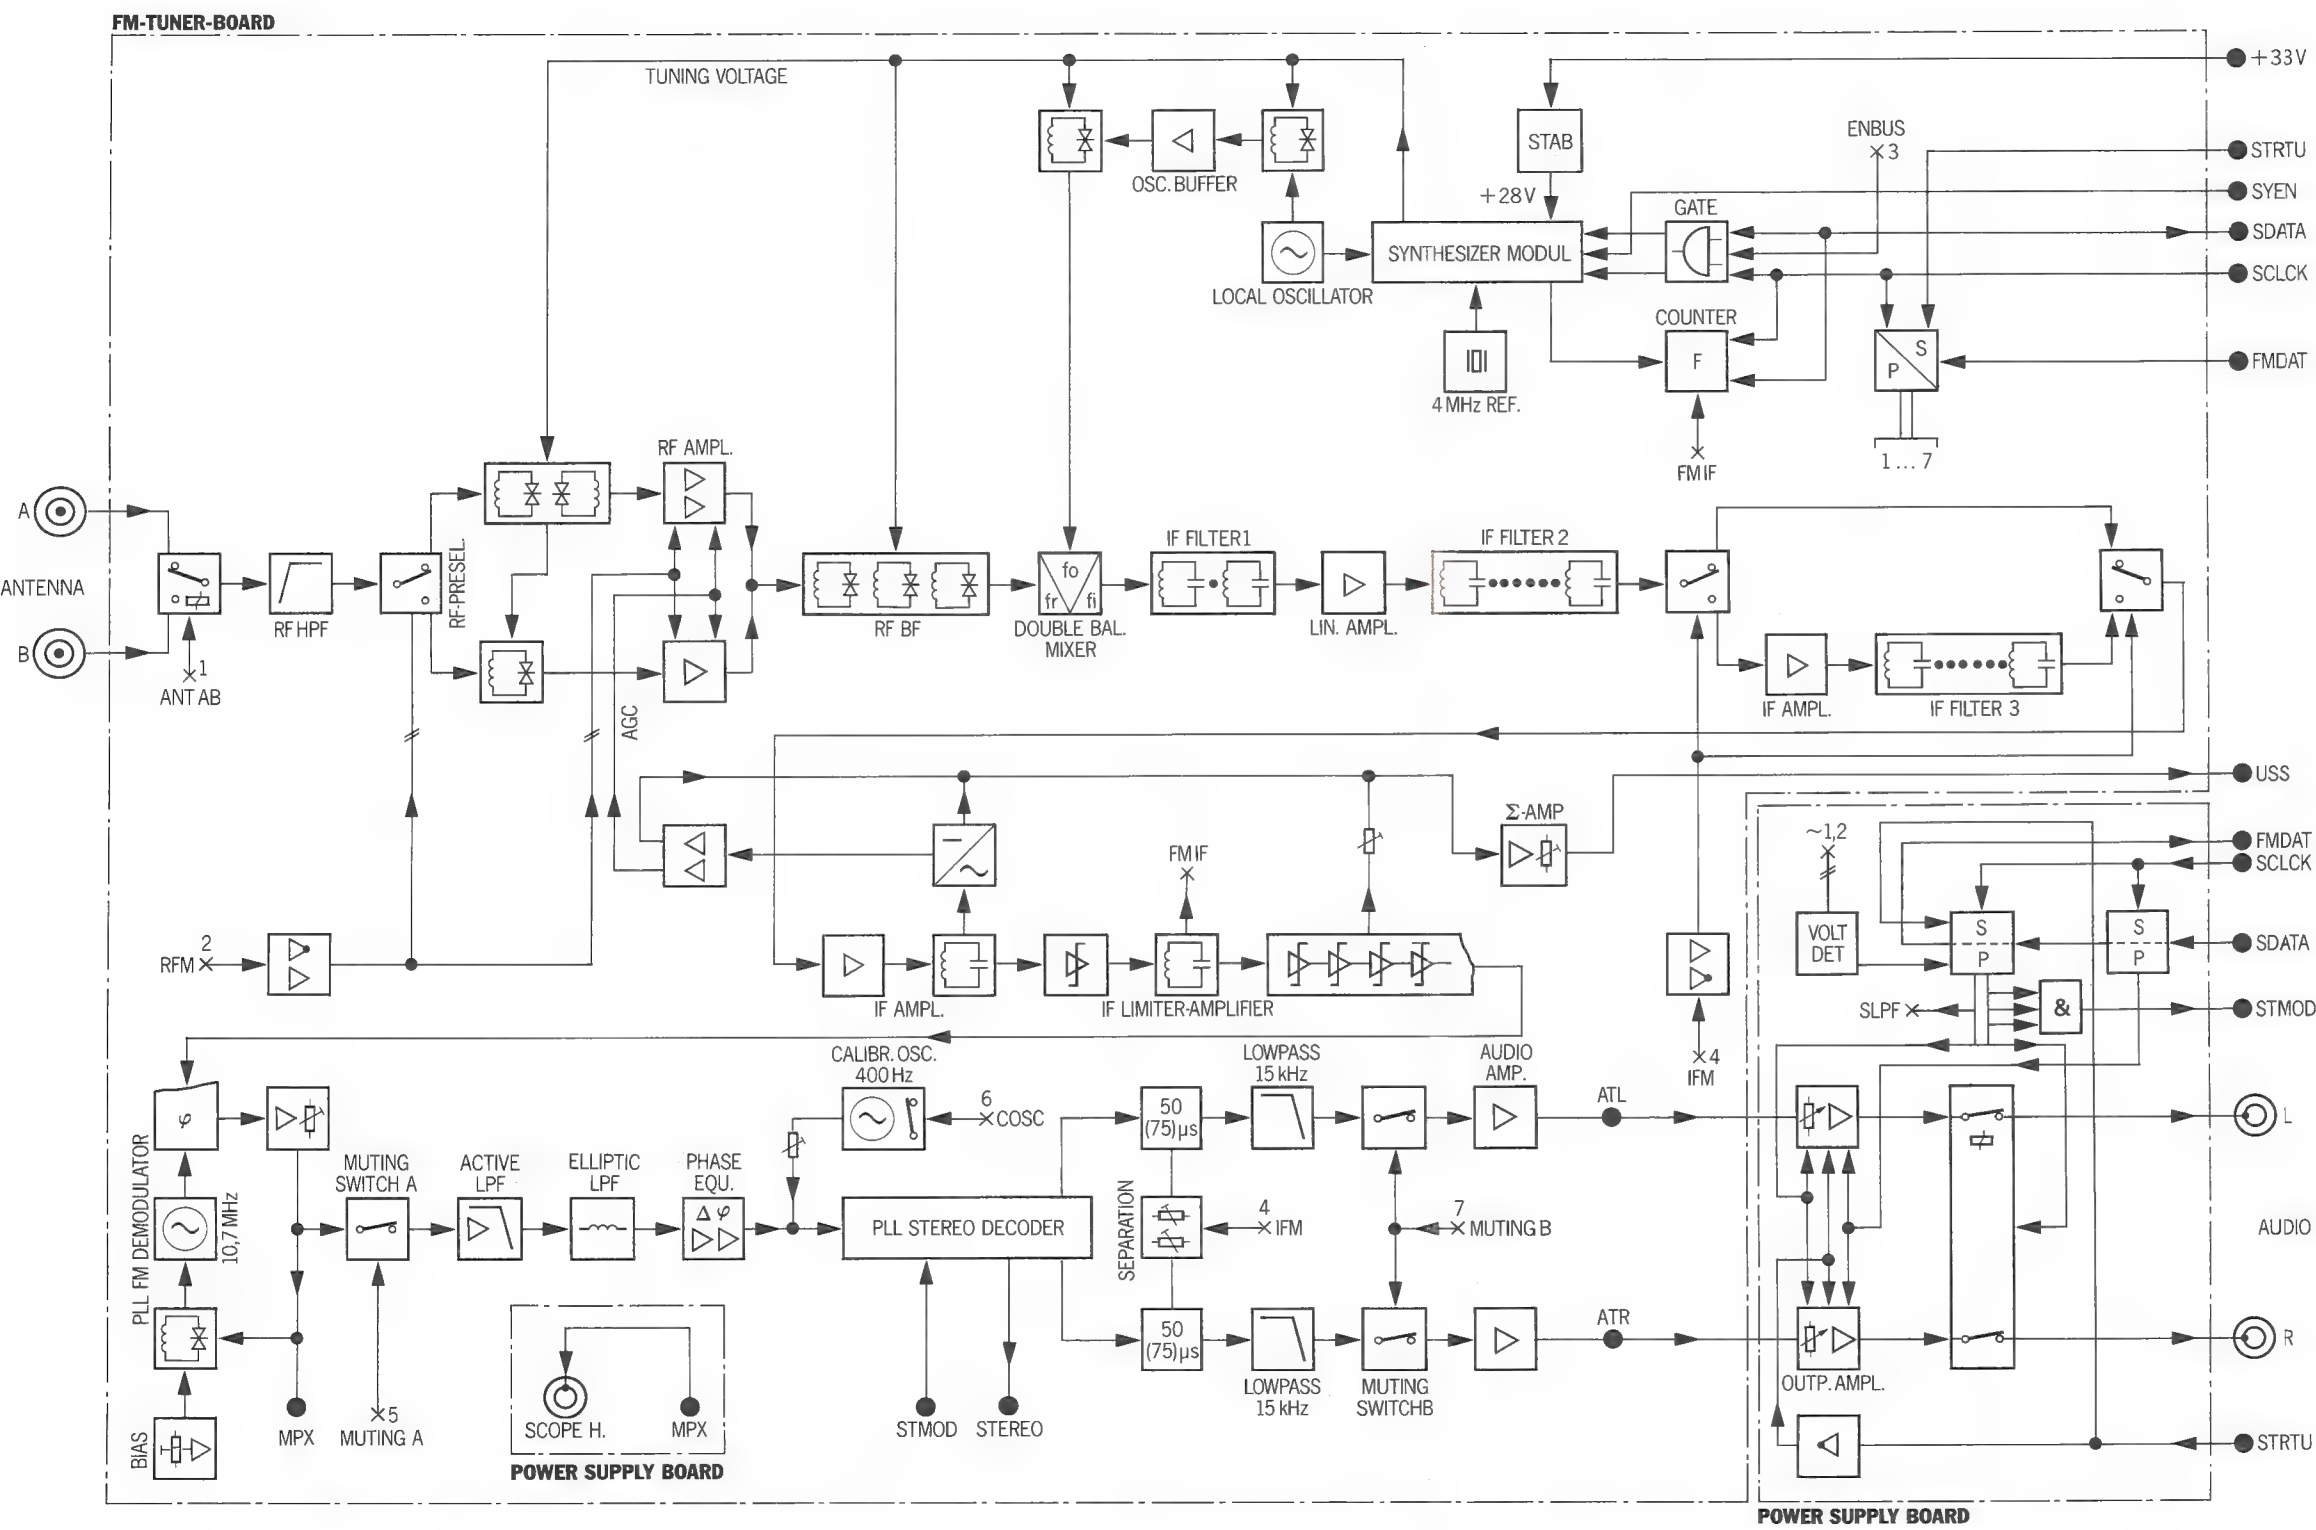 FM-TUNER-BOARD
TUNING VOLTAGE
+33V
STAB
OSC. BUFFER
+28V
ENBUS
3
STRTU
SYEN
GATE
SDATA
SYNTHESIZER MODUL
SCLCK
LOCAL OSCILLATOR
COUNTER
F
S
P
FMDAT
4 MHz REF.
FM IF
1 ... 7
RF AMPL.
A
ANTENNA
B
RF HPF
RF-PRESEL.
1
ANT AB
RF BF
fo
fr
fi
DOUBLE BAL.
MIXER
IF FILTER1
LIN. AMPL.
IF FILTER 2
IF AMPL.
IF FILTER 3
AGC
USS
Σ-AMP
FM IF
2
RFM
IF AMPL.
IF LIMITER-AMPLIFIER
4
IFM
~1,2
VOLT
DET
S
P
S
P
FMDAT
SCLCK
SDATA
SLPF
&
STMOD
CALIBR. OSC.
400 Hz
6
COSC
LOWPASS
15 kHz
AUDIO
AMP.
50
(75)µs
ATL
L
φ
PLL FM DEMODULATOR
10,7 MHz
MUTING
SWITCH A
ACTIVE
LPF
ELLIPTIC
LPF
PHASE
EQU.
Δ φ
PLL STEREO DECODER
SEPARATION
4
IFM
7
MUTING B
AUDIO
50
(75)µs
LOWPASS
15 kHz
MUTING
SWITCHB
ATR
R
OUTP. AMPL.
BIAS
MPX
5
MUTING A
SCOPE H.
MPX
POWER SUPPLY BOARD
STMOD
STEREO
STRTU
POWER SUPPLY BOARD